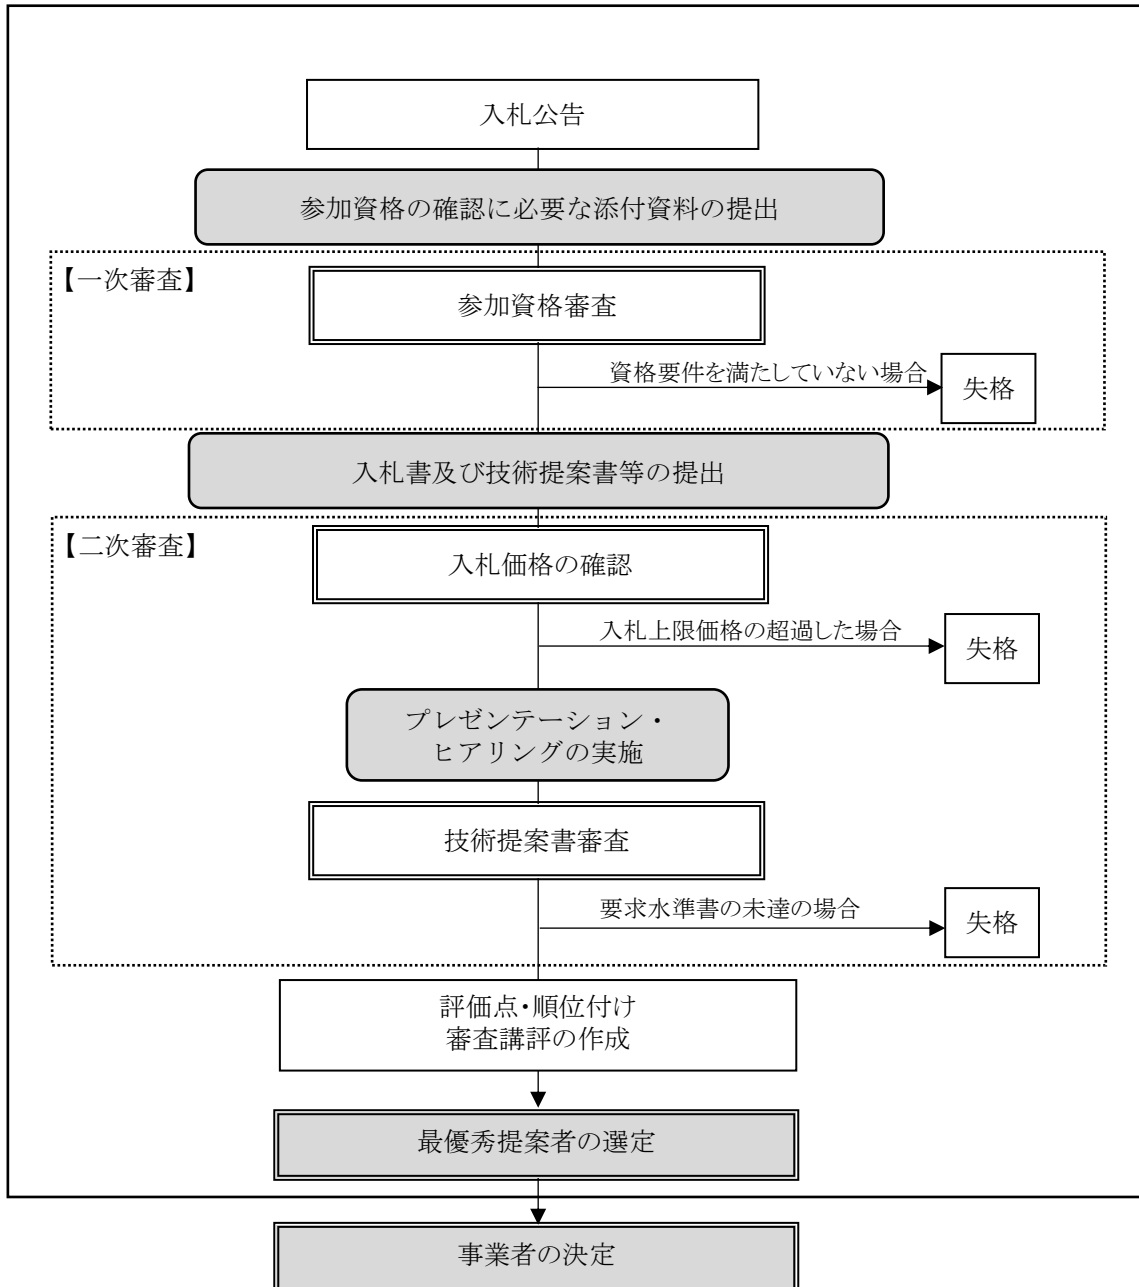 入札公告
参加資格の確認に必要な添付資料の提出
【一次審査】
参加資格審査
資格要件を満たしていない場合
失格
入札書及び技術提案書等の提出
【二次審査】
入札価格の確認
入札上限価格の超過した場合
失格
プレゼンテーション・
ヒアリングの実施
技術提案書審査
要求水準書の未達の場合
失格
評価点・順位付け
審査講評の作成
最優秀提案者の選定
事業者の決定